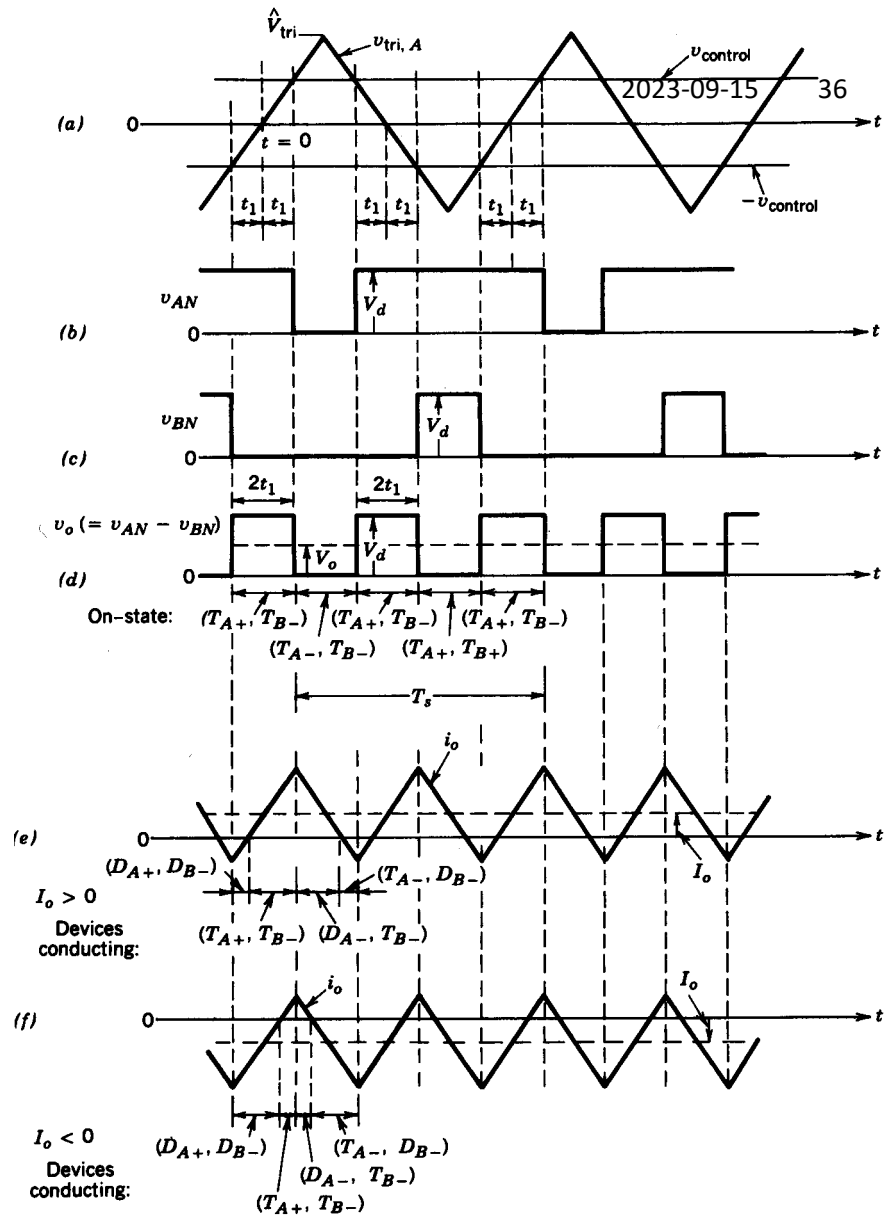 V̂tri
vtri, A
vcontrol
2023-09-15 36
(a) 0 t
t = 0
−vcontrol
t1 t1 t1 t1 t1 t1
vAN
Vd
(b) 0 t
vBN
Vd
(c) 0 t
2t1 2t1
vo (= vAN − vBN)
Vo Vd
(d) 0 t
On-state: (TA+, TB−) (TA+, TB−) (TA+, TB−)
(TA−, TB−) (TA+, TB+)
Ts
io
(e) 0 t
Io
(DA+, DB−) (TA−, DB−)
Io > 0
Devices
conducting:
(TA+, TB−) (DA−, TB−)
io Io
(f) 0 t
Io < 0
Devices
conducting:
(DA+, DB−) (TA−, DB−)
(DA−, TB−)
(TA+, TB−)